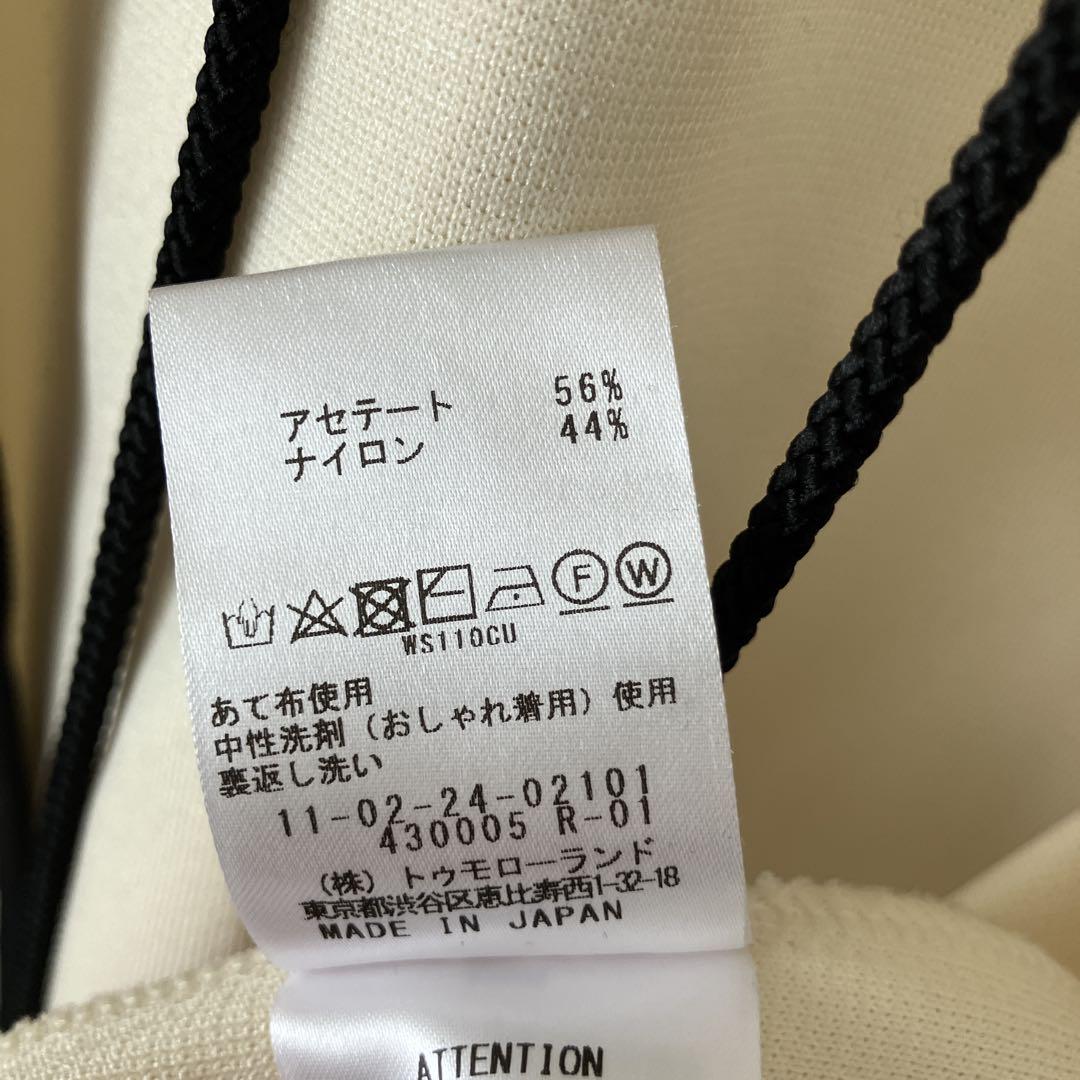 アセテート 56%
ナイロン 44%
F W
WS110CU
あて布使用
中性洗剤(おしゃれ着用)使用
裏返し洗い
11-02-24-02101
430005 R-01
(株)トゥモローランド
東京都渋谷区恵比寿西1-32-18
MADE IN JAPAN
ATTENTION